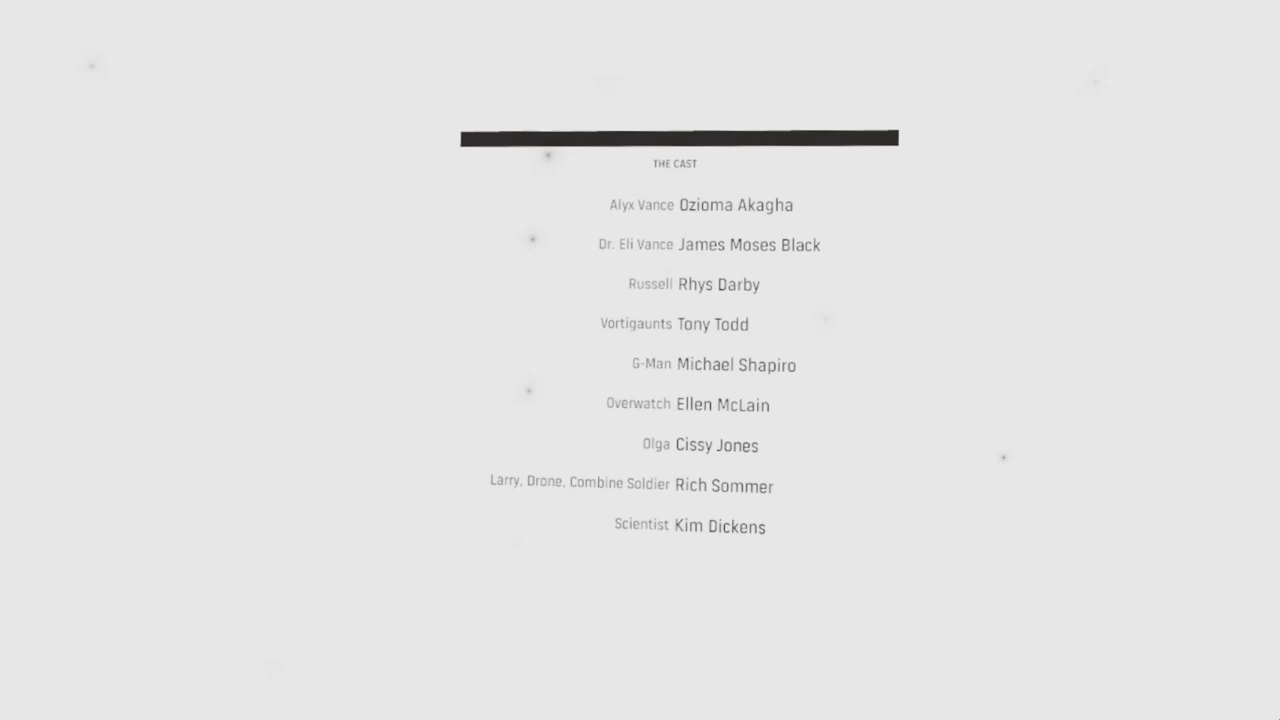 THE CAST
Alyx Vance Ozioma Akagha
Dr. Eli Vance James Moses Black
Russell Rhys Darby
Vortigaunts Tony Todd
G-Man Michael Shapiro
Overwatch Ellen McLain
Olga Cissy Jones
Larry, Drone, Combine Soldier Rich Sommer
Scientist Kim Dickens